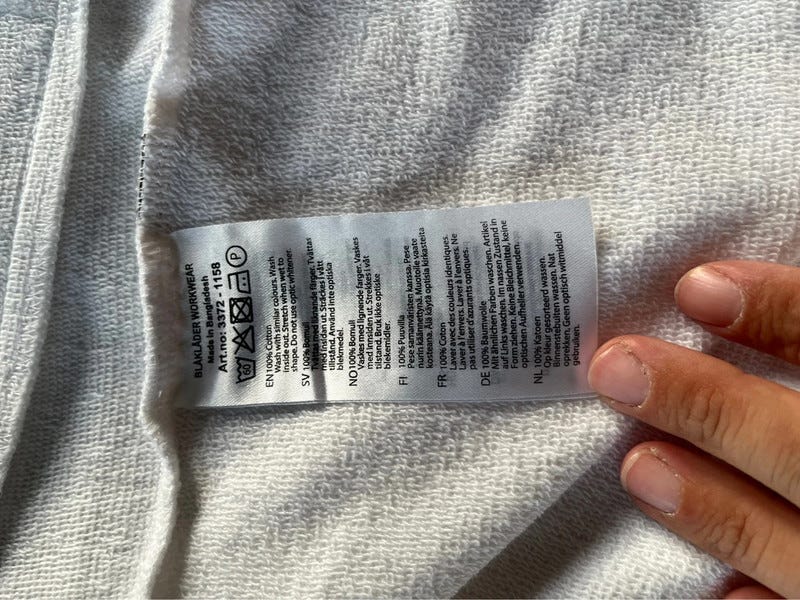 BLAKLÄDER WORKWEAR
Made in Bangladesh
Art.no: 3372 - 1158
P
EN 100% Cotton
Wash with similar colours. Wash
inside out. Stretch when wet to
shape. Do not use optic whitener.
SV 100%
Tvättas med liknande färger. Tvättas
med insidan ut. Sträckes i vått
tillstånd. Använd inte optiska
blekmedel.
NO 100% Bomull
Vaskes med lignende farger. Vaskes
med innsiden ut. Strekkes i våt
tilstand. Bruk ikke optiske
blekemidler.
FI 100% Puuvilla
Pese samanväristen kanssa. Pese
nurin käännettynä. Muotoile vaate
kosteana. Älä käytä optisia kirkasteita
FR 100% Coton
Laver avec des couleurs identiques.
Laver à l'envers. Laver à l'envers. Ne
pas utiliser d'azurants optiques.
DE 100% Baumwolle
Mit ähnlichen Farben waschen. Artikel
auf links waschen. Im nassen Zustand in
Form ziehen. Keine Bleichmittel, keine
optischen Aufheller verwenden.
NL 100% Katoen
Op kleur gesorteerd wassen.
Binnenstebuiten wassen. Nat
oprekken. Geen optisch witmiddel
gebruiken.